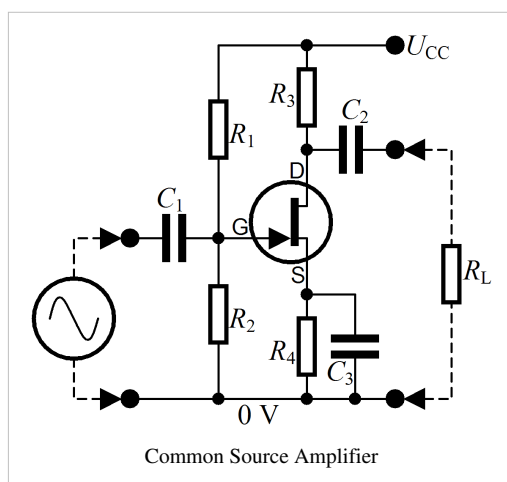 U_CC
R_3
C_2
R_1
D
C_1
G
S
R_L
R_2
R_4
C_3
0 V
Common Source Amplifier